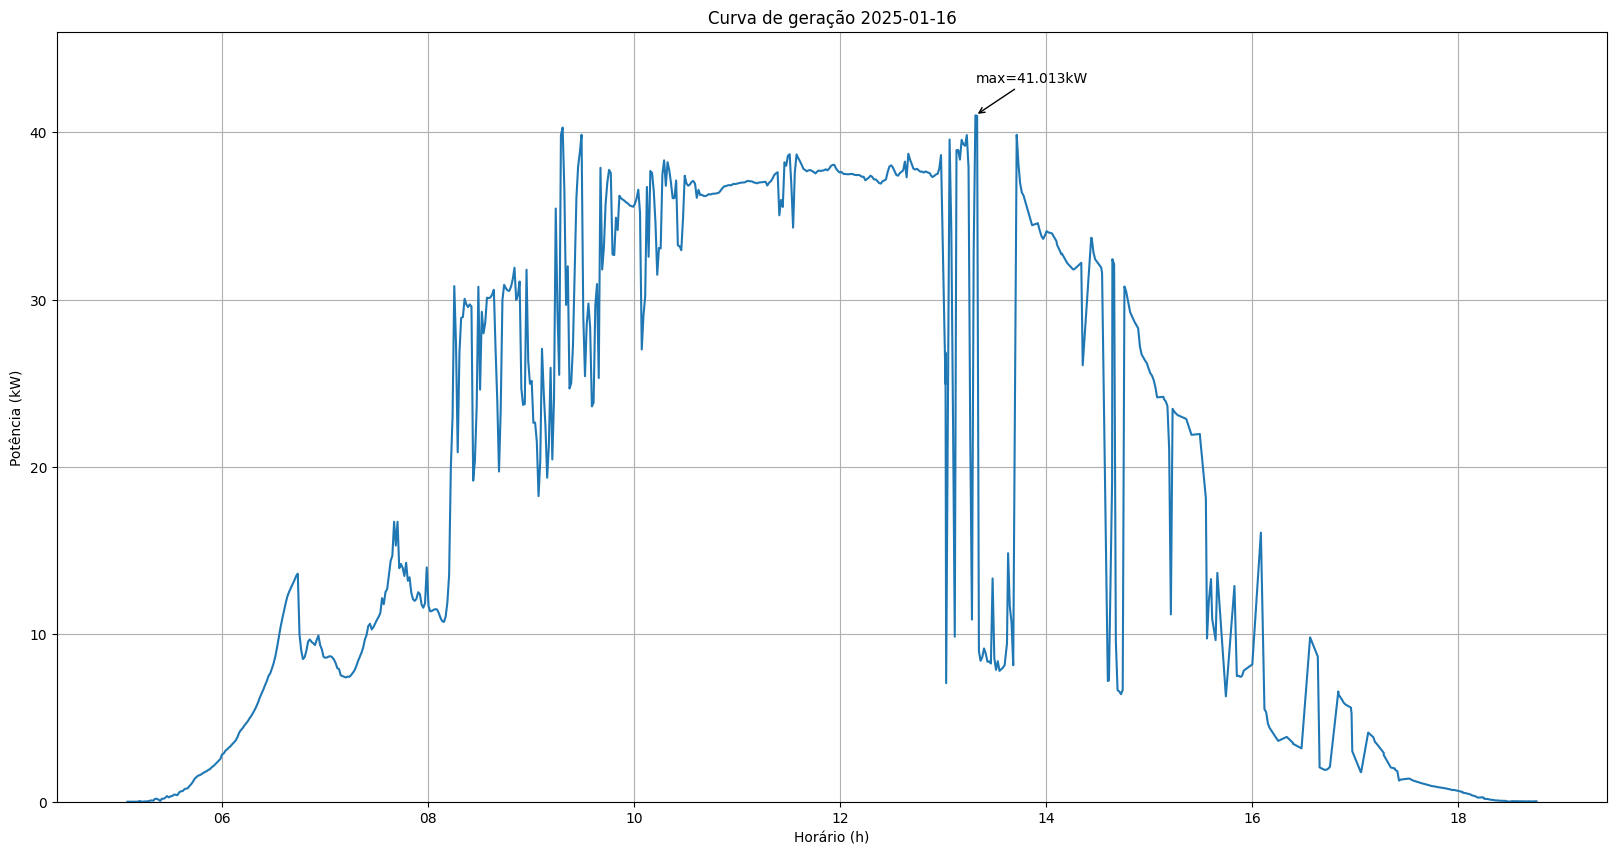 Curva de geração 2025-01-16
max=41.013kW
Potência (kW)
40
30
20
10
0
06 08 10 12 14 16 18
Horário (h)